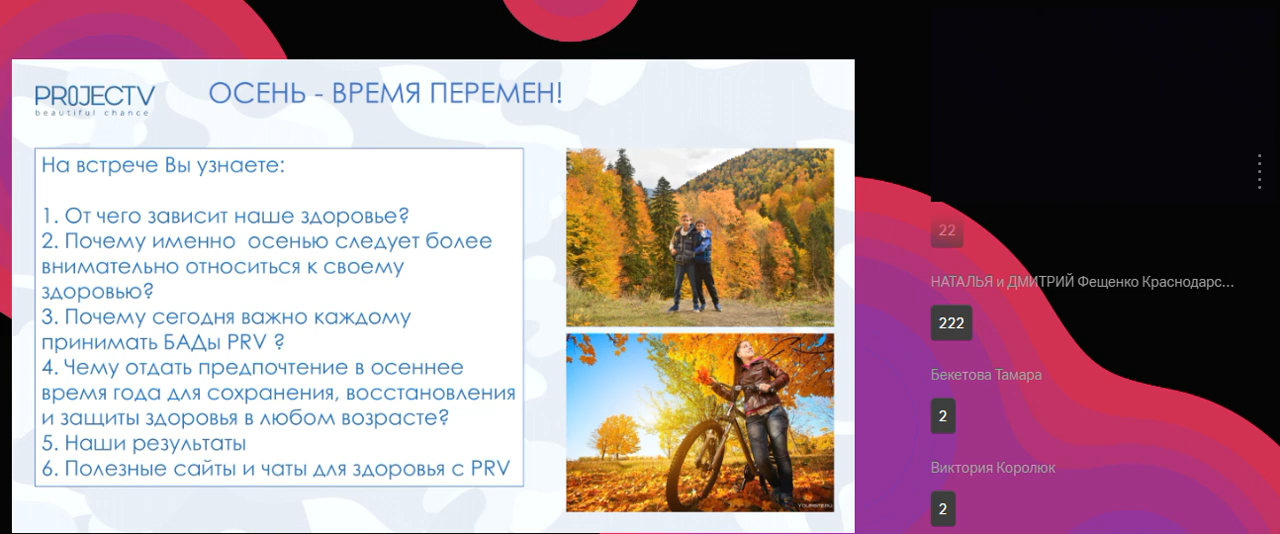 PROJECTV
beautiful chance
ОСЕНЬ - ВРЕМЯ ПЕРЕМЕН!
На встрече Вы узнаете:
1. От чего зависит наше здоровье?
2. Почему именно осенью следует более
внимательно относиться к своему
здоровью?
3. Почему сегодня важно каждому
принимать БАДы PRV ?
4. Чему отдать предпочтение в осеннее
время года для сохранения, восстановления
и защиты здоровья в любом возрасте?
5. Наши результаты
6. Полезные сайты и чаты для здоровья с PRV
22
НАТАЛЬЯ и ДМИТРИЙ Фещенко Краснодарс...
222
Бекетова Тамара
2
Виктория Королюк
2